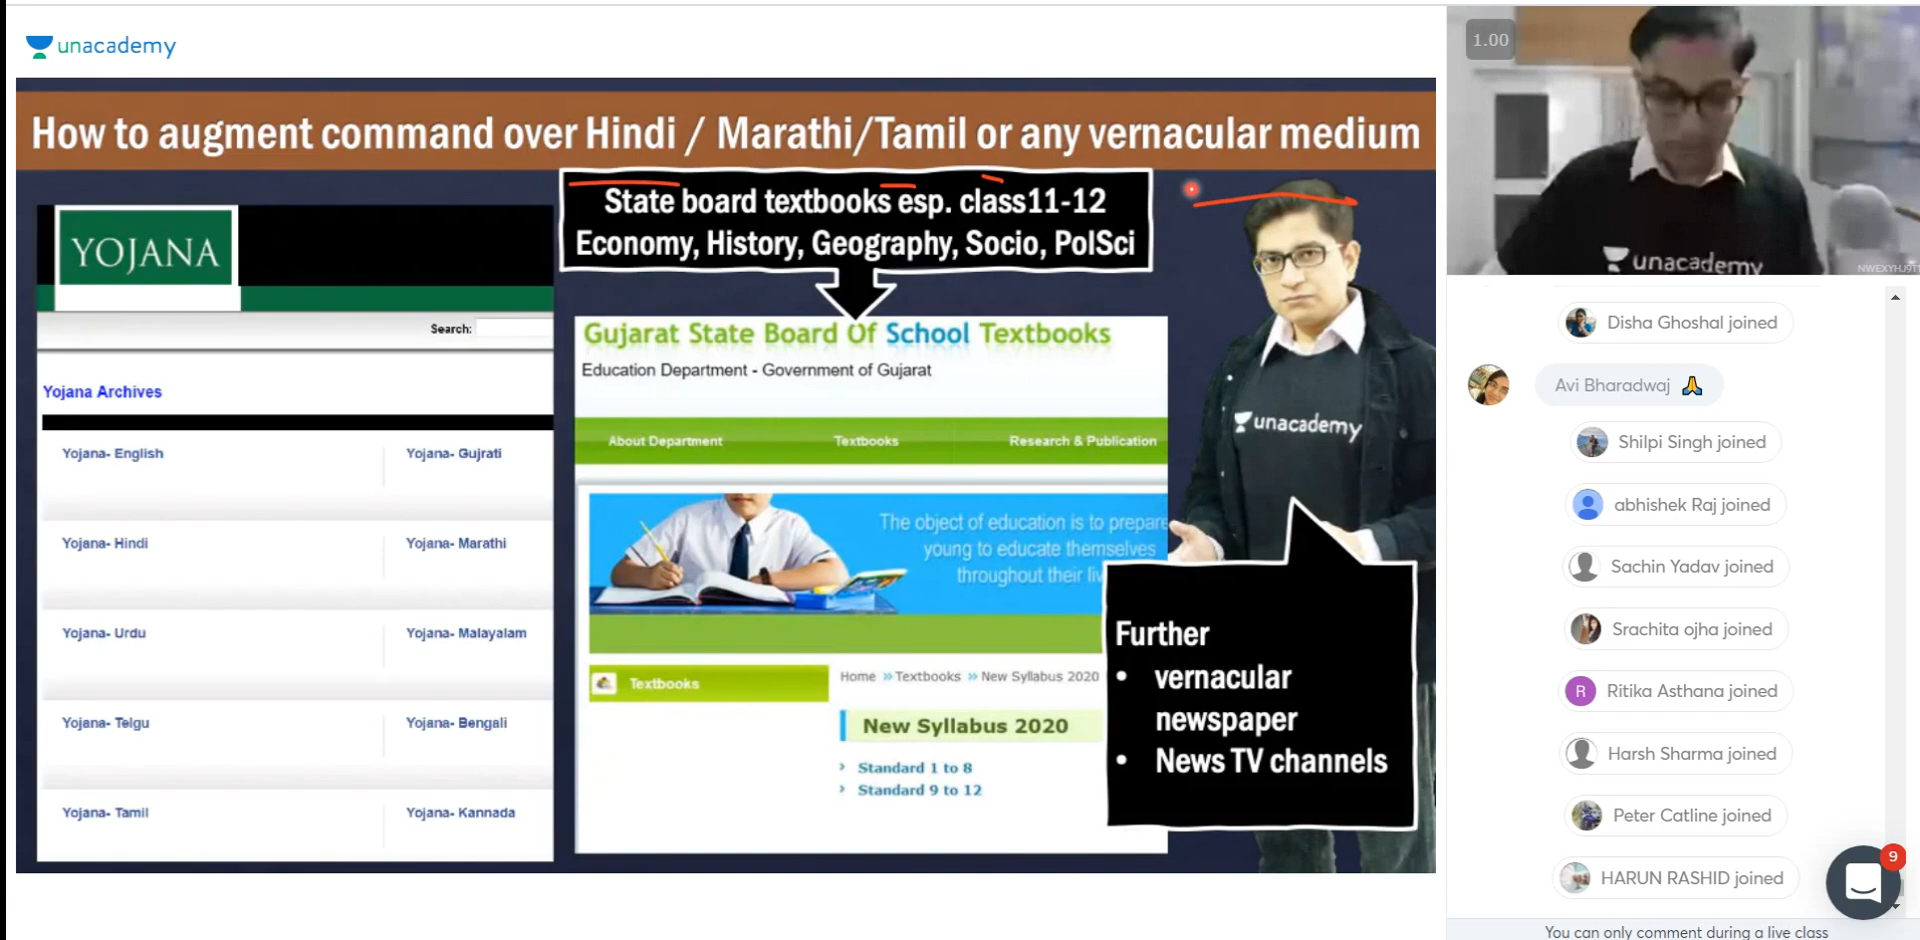 unacademy
How to augment command over Hindi / Marathi/Tamil or any vernacular medium
State board textbooks esp. class11-12
Economy, History, Geography, Socio, PolSci
YOJANA
Search:
Yojana Archives
Yojana- English
Yojana- Gujrati
Yojana- Hindi
Yojana- Marathi
Yojana- Urdu
Yojana- Malayalam
Yojana- Telgu
Yojana- Bengali
Yojana- Tamil
Yojana- Kannada
Gujarat State Board Of School Textbooks
Education Department - Government of Gujarat
About Department
Textbooks
Research & Publication
The object of education is to prepare
young to educate themselves
throughout their
Textbooks
Home » Textbooks » New Syllabus 2020
New Syllabus 2020
Standard 1 to 8
Standard 9 to 12
unacademy
Further
• vernacular
newspaper
• News TV channels
1.00
unacademy
Disha Ghoshal joined
Avi Bharadwaj 🙏
Shilpi Singh joined
abhishek Raj joined
Sachin Yadav joined
Srachita ojha joined
R
Ritika Asthana joined
Harsh Sharma joined
Peter Catline joined
HARUN RASHID joined
9
You can only comment during a live class